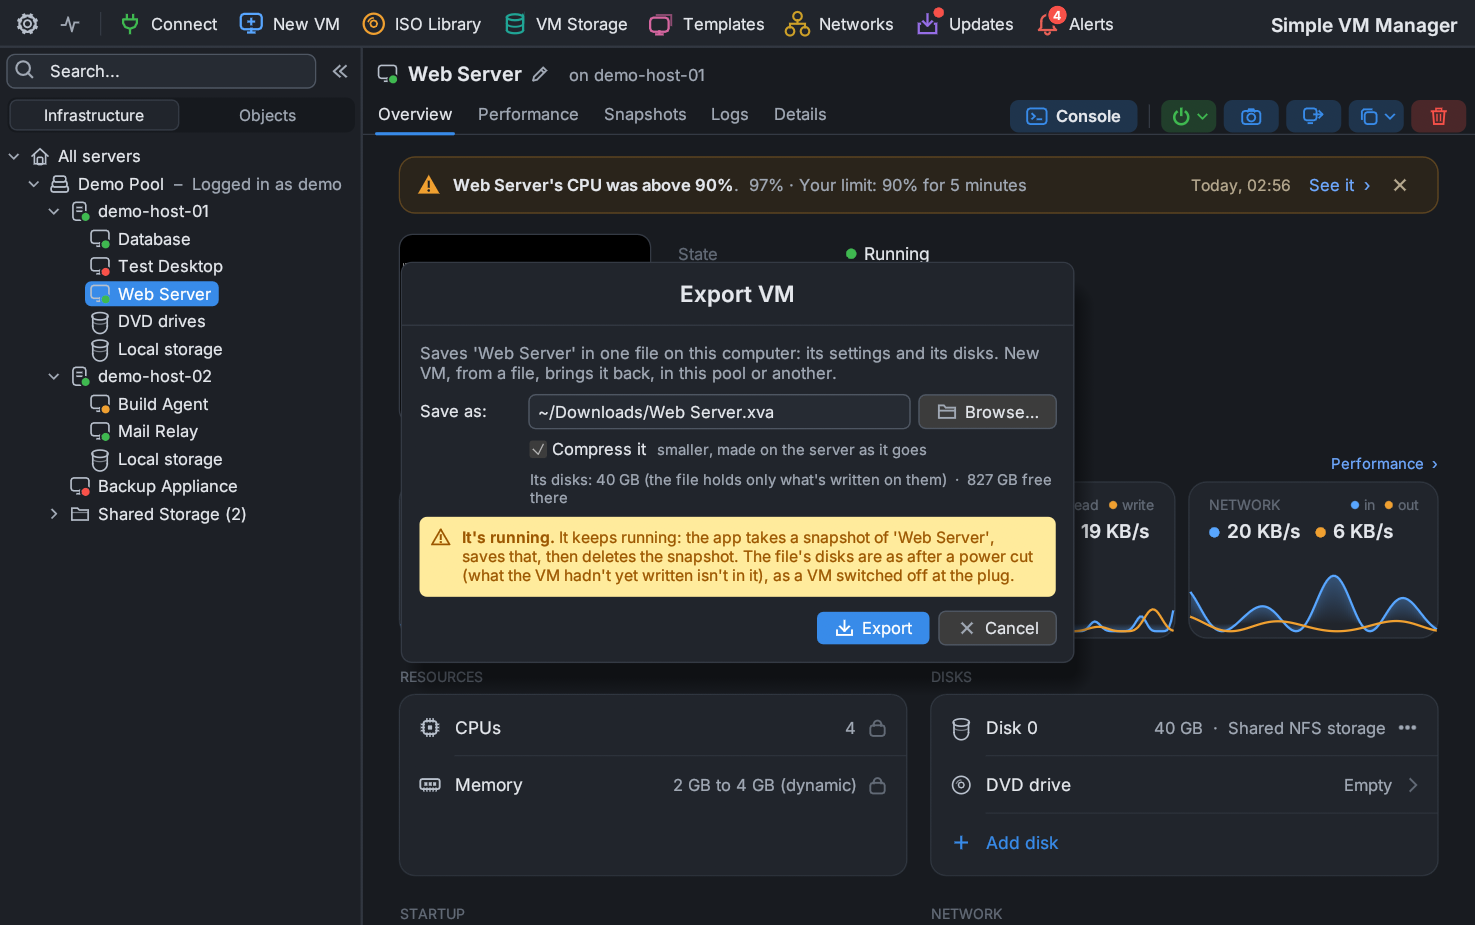 Connect
New VM
ISO Library
VM Storage
Templates
Networks
Updates
4
Alerts
Simple VM Manager
Search...
Infrastructure
Objects
All servers
Demo Pool – Logged in as demo
demo-host-01
Database
Test Desktop
Web Server
DVD drives
Local storage
demo-host-02
Build Agent
Mail Relay
Local storage
Backup Appliance
Shared Storage (2)
Web Server
on demo-host-01
Overview
Performance
Snapshots
Logs
Details
Console
Web Server's CPU was above 90%. 97% · Your limit: 90% for 5 minutes
Today, 02:56
See it ›
State
Running
Export VM
Saves 'Web Server' in one file on this computer: its settings and its disks. New
VM, from a file, brings it back, in this pool or another.
Save as:
~/Downloads/Web Server.xva
Browse...
Compress it smaller, made on the server as it goes
Its disks: 40 GB (the file holds only what's written on them) · 827 GB free
there
It's running. It keeps running: the app takes a snapshot of 'Web Server',
saves that, then deletes the snapshot. The file's disks are as after a power cut
(what the VM hadn't yet written isn't in it), as a VM switched off at the plug.
Export
Cancel
Performance ›
ead
write
19 KB/s
NETWORK
in
out
20 KB/s
6 KB/s
RESOURCES
CPUs
4
Memory
2 GB to 4 GB (dynamic)
DISKS
Disk 0
40 GB · Shared NFS storage
DVD drive
Empty
Add disk
STARTUP
NETWORK